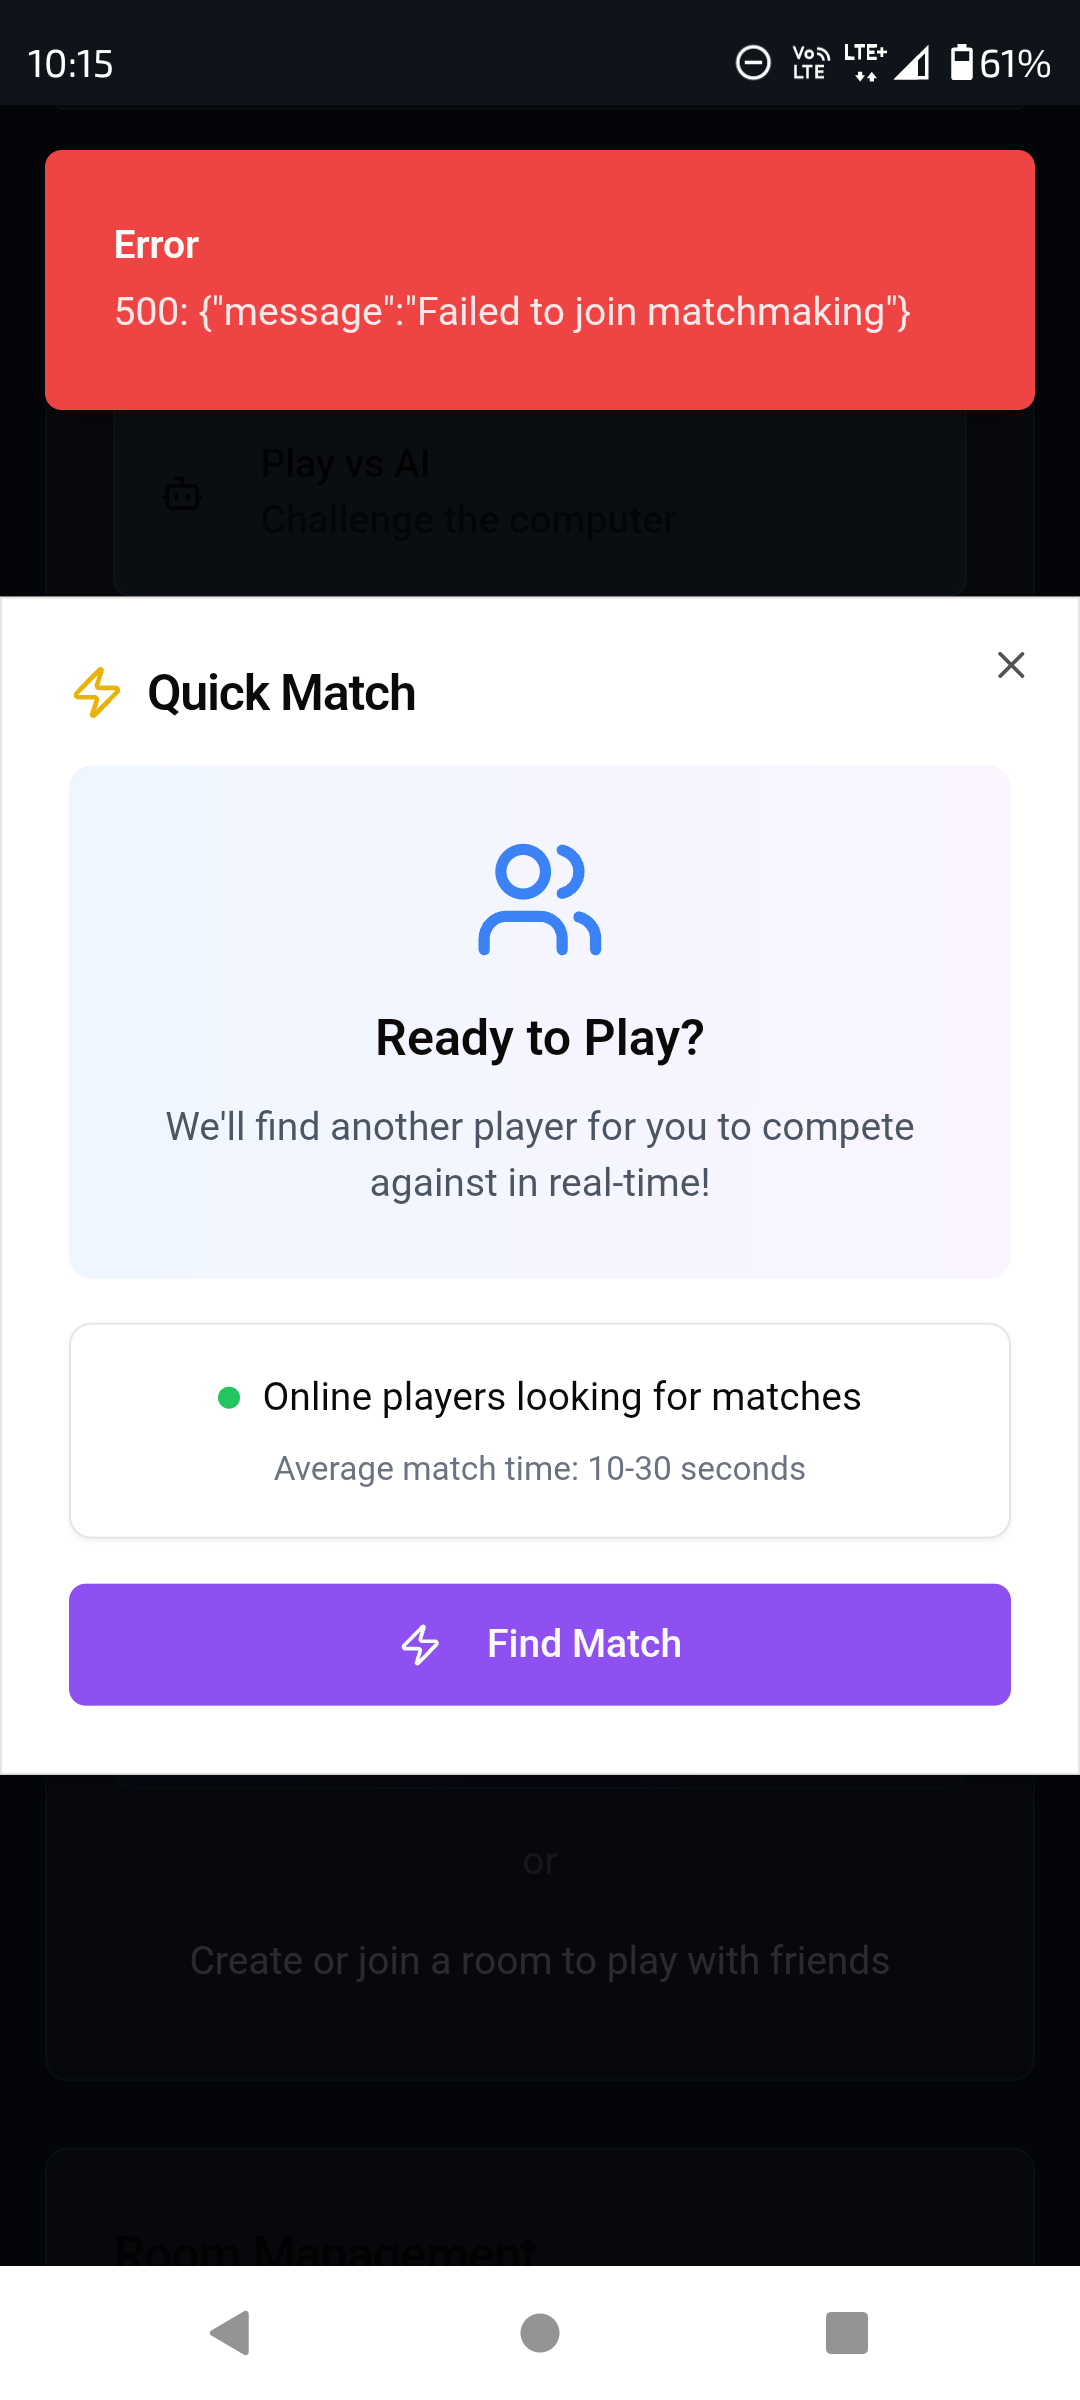 10:15
Vo LTE LTE+ 61%
Error
500: {"message":"Failed to join matchmaking"}
Play vs AI
Challenge the computer
Quick Match
Ready to Play?
We'll find another player for you to compete
against in real-time!
Online players looking for matches
Average match time: 10-30 seconds
Find Match
or
Create or join a room to play with friends
Room Management